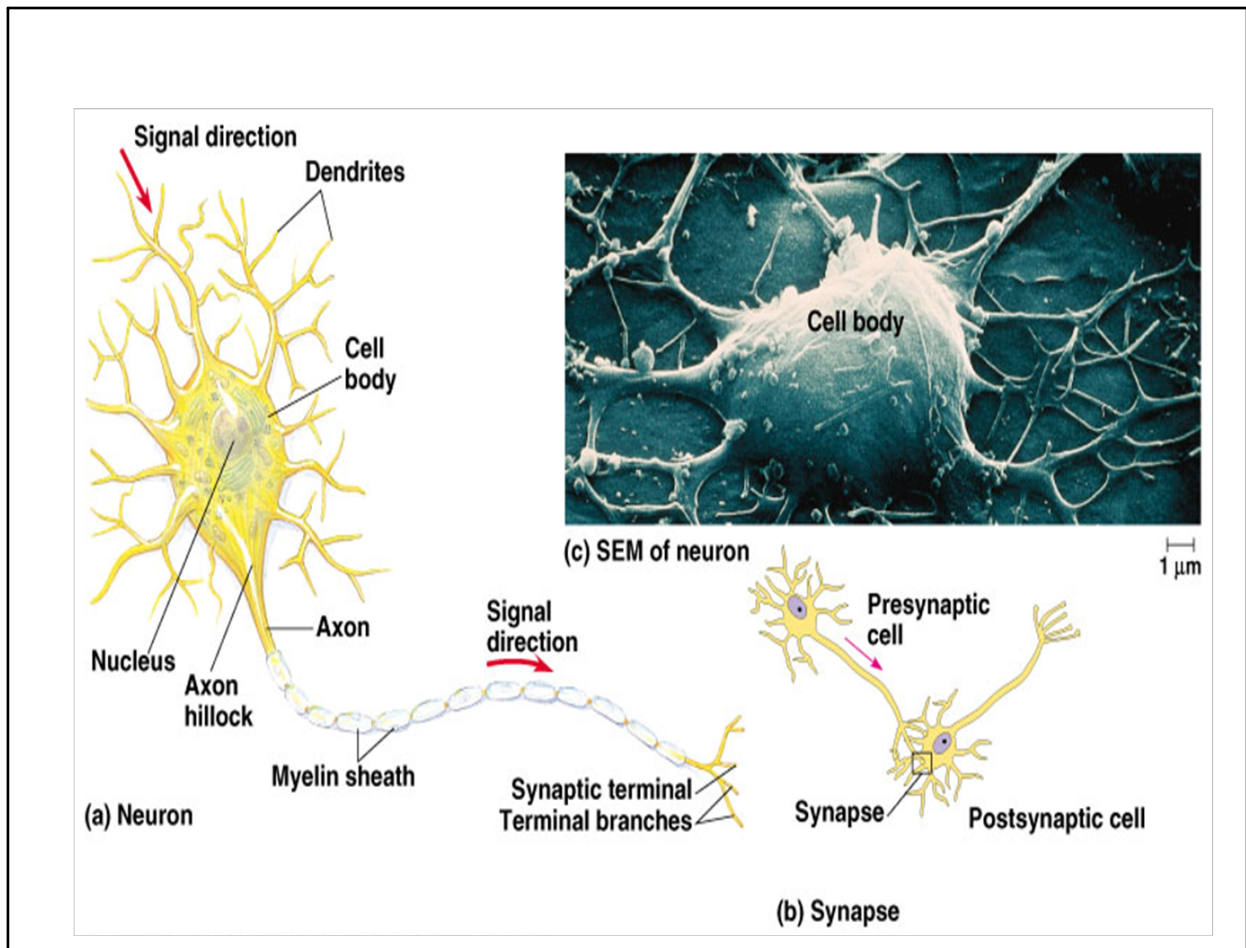 Signal direction
Dendrites
Cell
body
Axon
Nucleus
Axon
hillock
Myelin sheath
Signal
direction
Synaptic terminal
Terminal branches
(a) Neuron
Cell body
(c) SEM of neuron
1 μm
Presynaptic
cell
Synapse
Postsynaptic cell
(b) Synapse